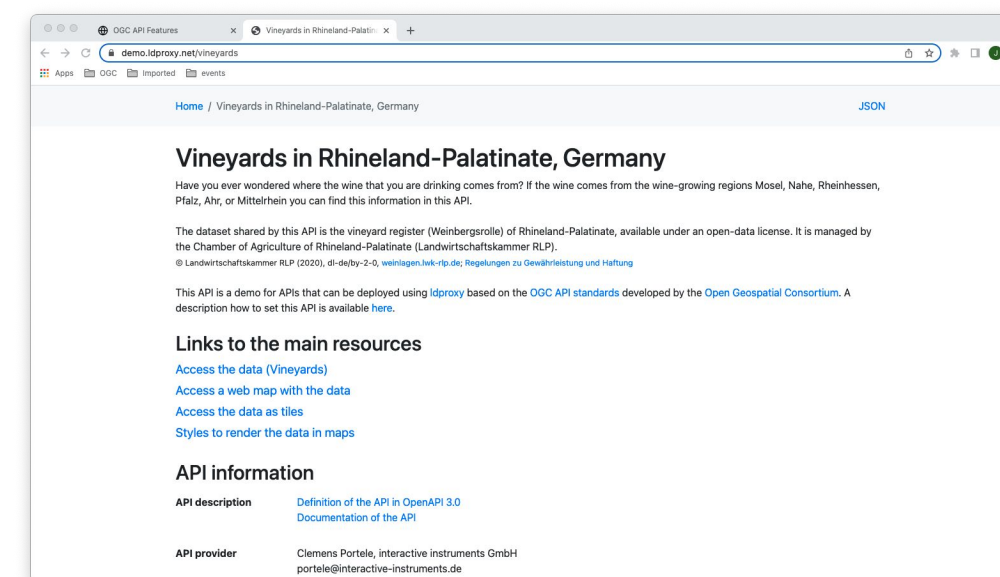 OGC API Features
Vineyards in Rhineland-Palatin
demo.ldproxy.net/vineyards
J
Apps OGC Imported events
Home / Vineyards in Rhineland-Palatinate, Germany JSON
Vineyards in Rhineland-Palatinate, Germany
Have you ever wondered where the wine that you are drinking comes from? If the wine comes from the wine-growing regions Mosel, Nahe, Rheinhessen,
Pfalz, Ahr, or Mittelrhein you can find this information in this API.
The dataset shared by this API is the vineyard register (Weinbergsrolle) of Rhineland-Palatinate, available under an open-data license. It is managed by
the Chamber of Agriculture of Rhineland-Palatinate (Landwirtschaftskammer RLP).
© Landwirtschaftskammer RLP (2020), dl-de/by-2-0, weinlagen.lwk-rlp.de; Regelungen zu Gewährleistung und Haftung
This API is a demo for APIs that can be deployed using ldproxy based on the OGC API standards developed by the Open Geospatial Consortium. A
description how to set this API is available here.
Links to the main resources
Access the data (Vineyards)
Access a web map with the data
Access the data as tiles
Styles to render the data in maps
API information
API description Definition of the API in OpenAPI 3.0
Documentation of the API
API provider Clemens Portele, interactive instruments GmbH
portele@interactive-instruments.de